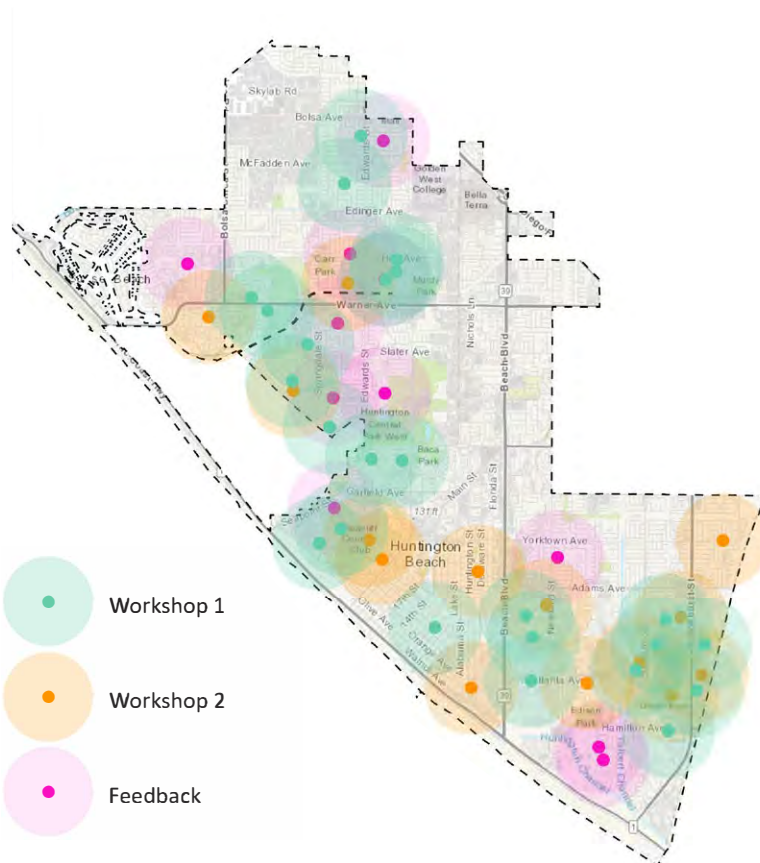 Skylab Rd
Bolsa Ave
Edwards St
McFadden Ave
Golden
West
College
Bella
Terra
Edinger Ave
Bolsa
Carr
Park
Beach
Murdy
Park
39
Warner Ave
Springdale St
Slater Ave
Edwards St
Nichols Ln
Beach Blvd
Huntington
Central
Park West
Baca
Park
Main St
Florida St
Garfield Ave
131 ft
Club
Huntington
Beach
Huntington St
Delaware St
Yorktown Ave
Adams Ave
17th St
14th St
Lake St
Olive Ave
Orange Ave
Walnut Ave
Alabama St
Beach Blvd
39
Atlanta Ave
Edison
Park
Hamilton Ave
Huntington Channel
Talbert Channel
1
Workshop 1
Workshop 2
Feedback